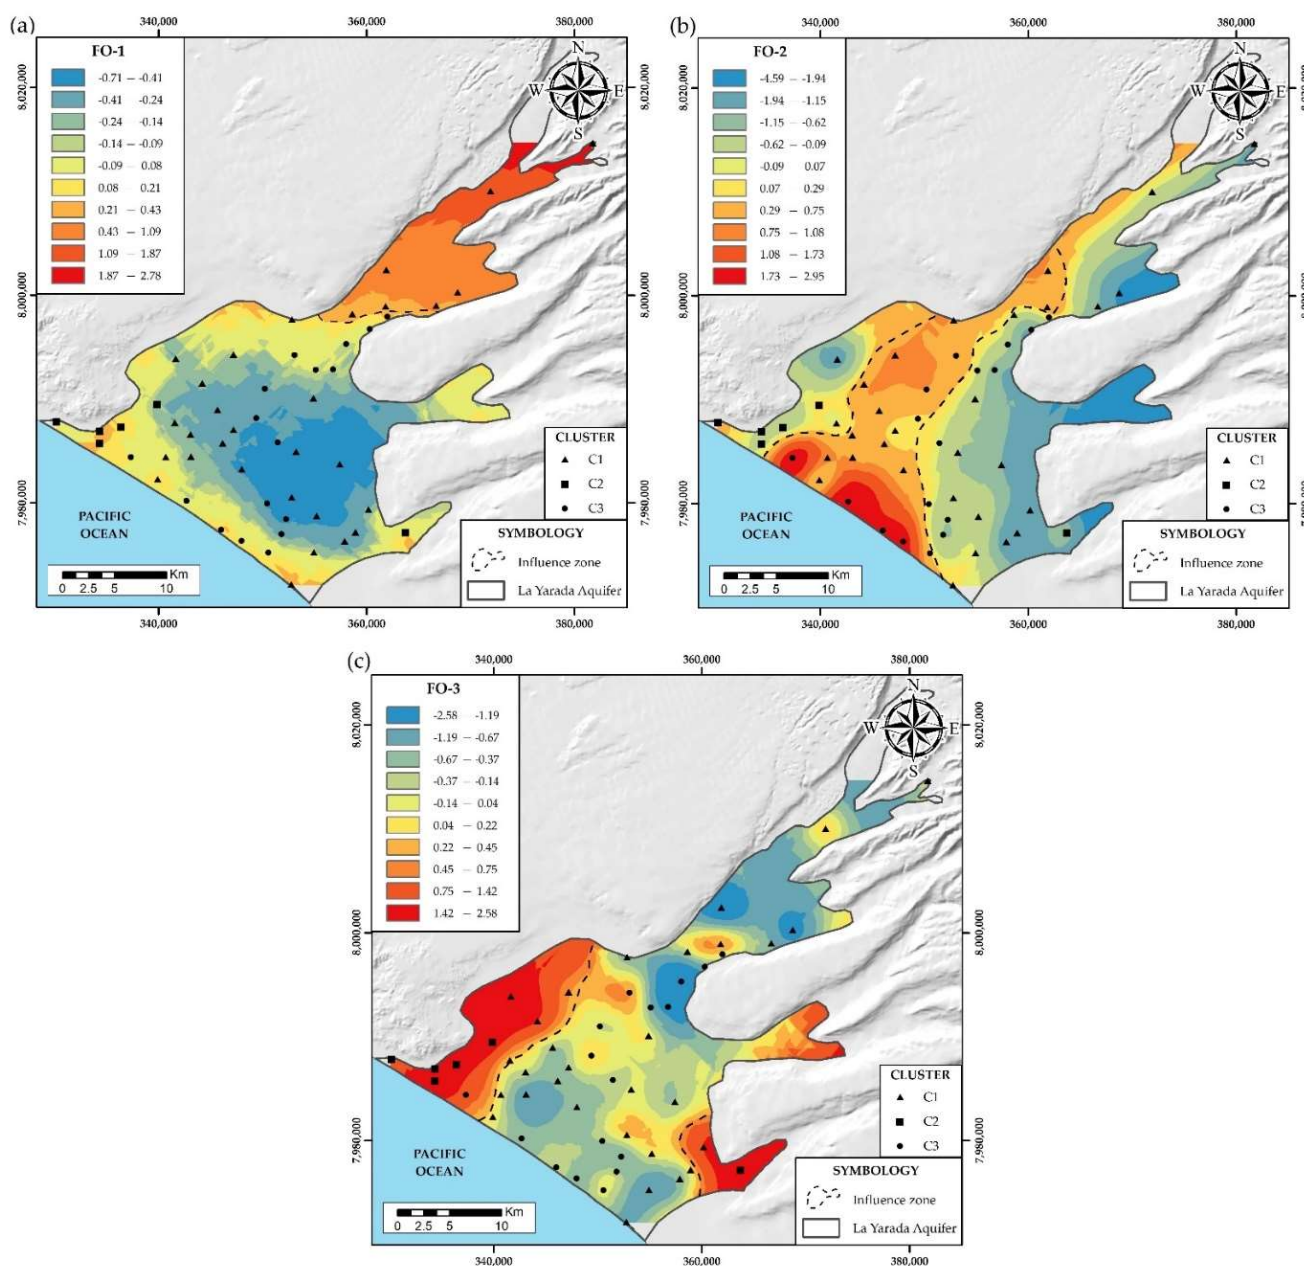 (a)
340,000 360,000 380,000
FO-1
-0.71 – -0.41
-0.41 – -0.24
-0.24 – -0.14
-0.14 – -0.09
-0.09 – 0.08
0.08 – 0.21
0.21 – 0.43
0.43 – 1.09
1.09 – 1.87
1.87 – 2.78
N
W E
S
8,020,000
8,000,000
7,980,000
CLUSTER
C1
C2
C3
SYMBOLOGY
Influence zone
La Yarada Aquifer
PACIFIC
OCEAN
Km
0 2.5 5 10
340,000 360,000 380,000
(b)
340,000 360,000 380,000
FO-2
-4.59 – -1.94
-1.94 – -1.15
-1.15 – -0.62
-0.62 – -0.09
-0.09 – 0.07
0.07 – 0.29
0.29 – 0.75
0.75 – 1.08
1.08 – 1.73
1.73 – 2.95
N
W E
S
8,020,000
8,000,000
7,980,000
8,020,000
8,000,000
7,980,000
CLUSTER
C1
C2
C3
SYMBOLOGY
Influence zone
La Yarada Aquifer
PACIFIC
OCEAN
Km
0 2.5 5 10
340,000 360,000 380,000
(c)
340,000 360,000 380,000
FO-3
-2.58 – -1.19
-1.19 – -0.67
-0.67 – -0.37
-0.37 – -0.14
-0.14 – 0.04
0.04 – 0.22
0.22 – 0.45
0.45 – 0.75
0.75 – 1.42
1.42 – 2.58
N
W E
S
8,020,000
8,000,000
7,980,000
CLUSTER
C1
C2
C3
SYMBOLOGY
Influence zone
La Yarada Aquifer
PACIFIC
OCEAN
Km
0 2.5 5 10
340,000 360,000 380,000